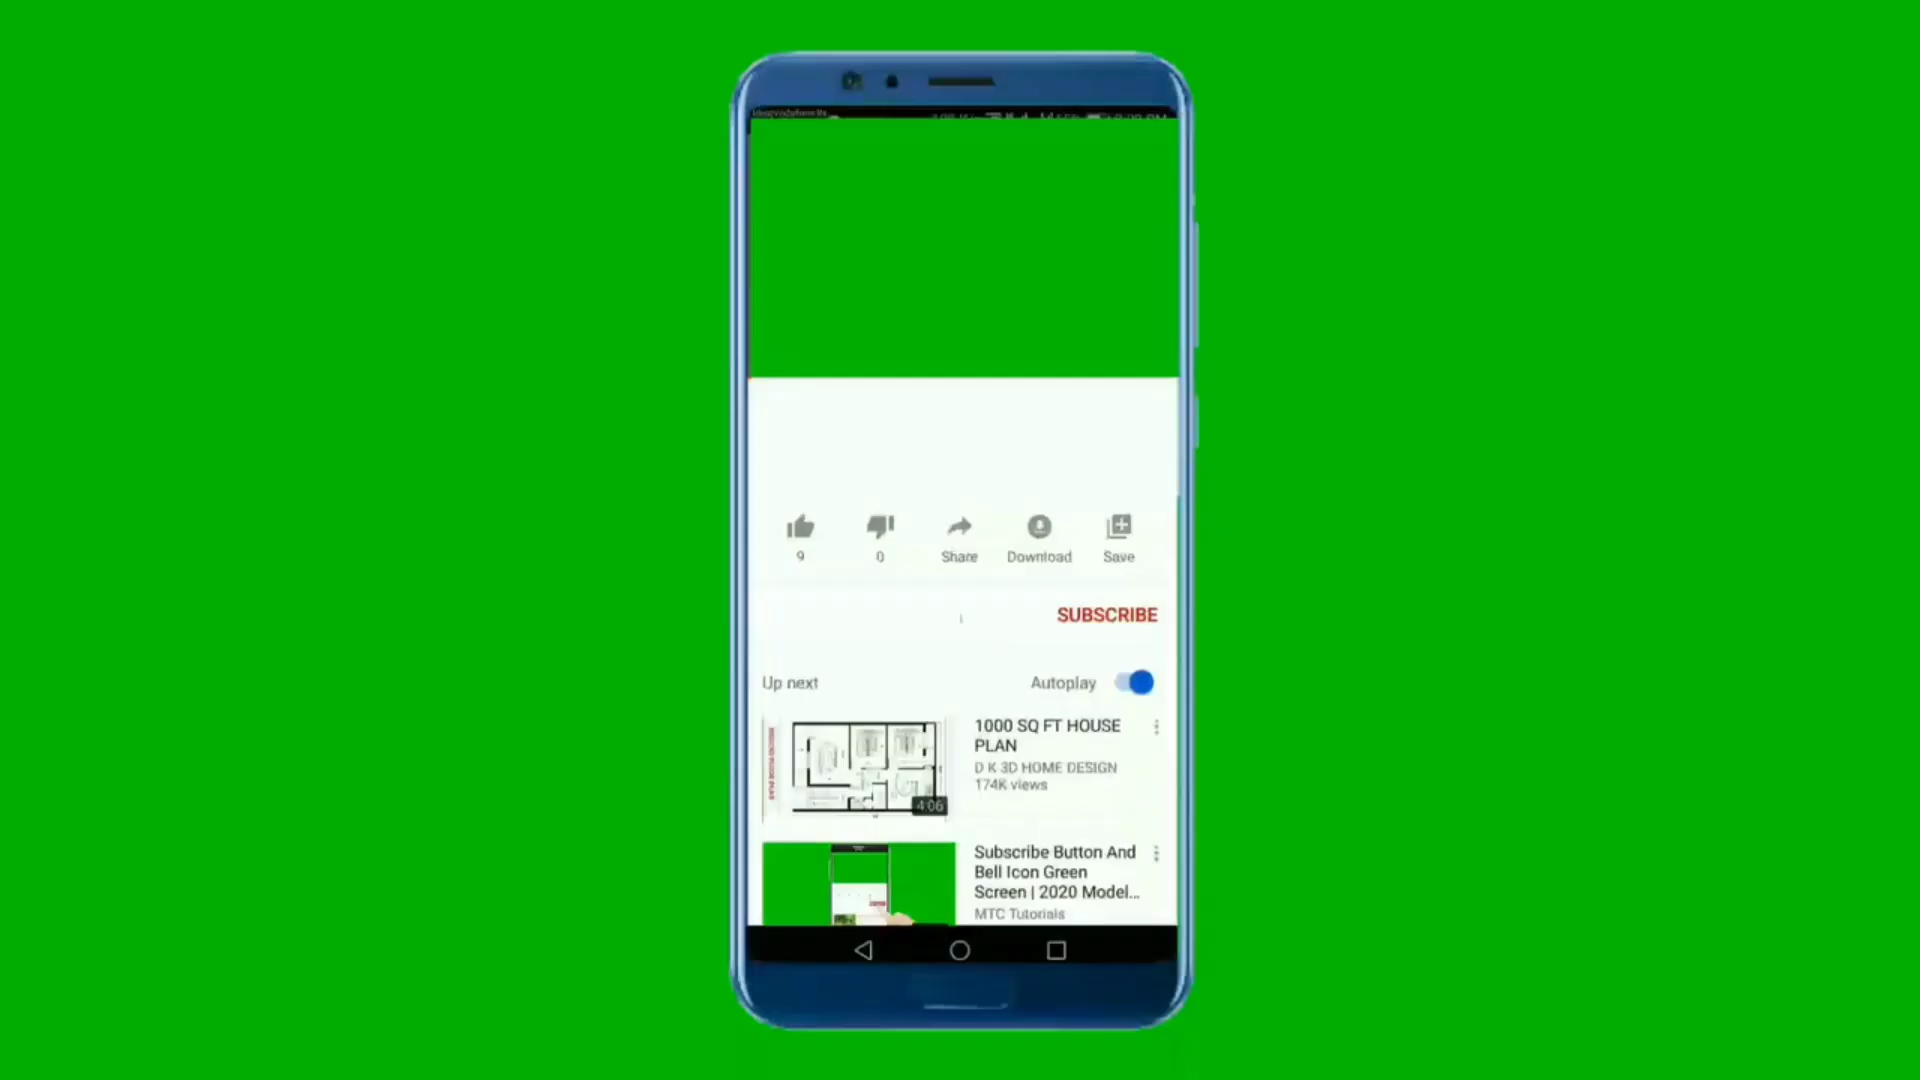 9
0
Share
Download
Save
SUBSCRIBE
Up next
Autoplay
1000 SQ FT HOUSE
PLAN
D K 3D HOME DESIGN
174K views
4:06
Subscribe Button And
Bell Icon Green
Screen | 2020 Model...
MTC Tutorials